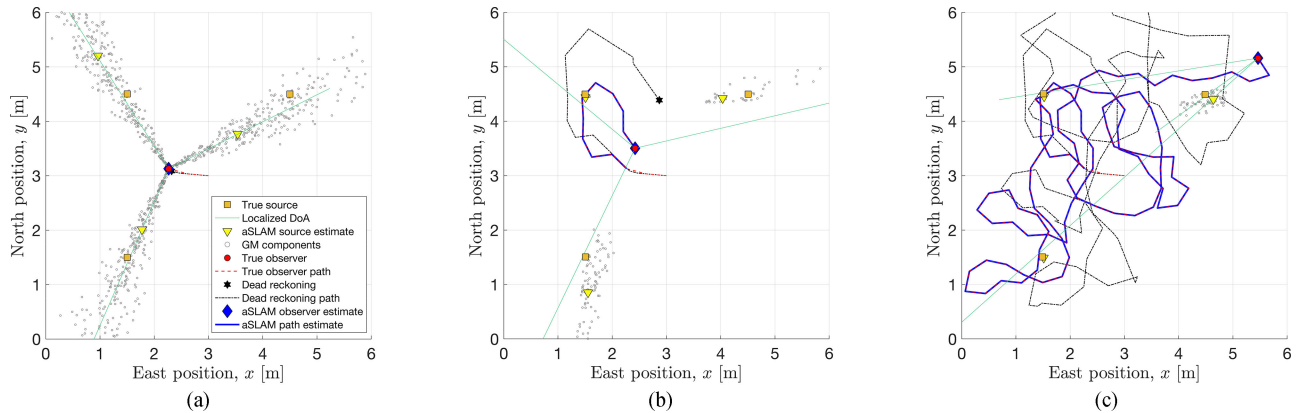 6
5
4
3
2
1
0
North position, y [m]
0 1 2 3 4 5 6
East position, x [m]
True source
Localized DoA
aSLAM source estimate
GM components
True observer
True observer path
Dead reckoning
Dead reckoning path
aSLAM observer estimate
aSLAM path estimate
(a)
6
5
4
3
2
1
0
North position, y [m]
0 1 2 3 4 5 6
East position, x [m]
(b)
6
5
4
3
2
1
0
North position, y [m]
0 1 2 3 4 5 6
East position, x [m]
(c)